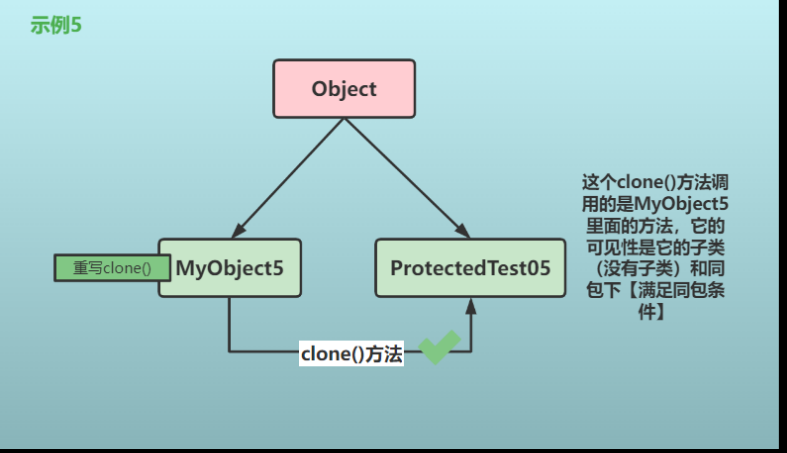 示例5
Object
重写clone()
MyObject5
ProtectedTest05
这个clone()方法调
用的是MyObject5
里面的方法，它的
可见性是它的子类
（没有子类）和同
包下【满足同包条
件】
clone()方法